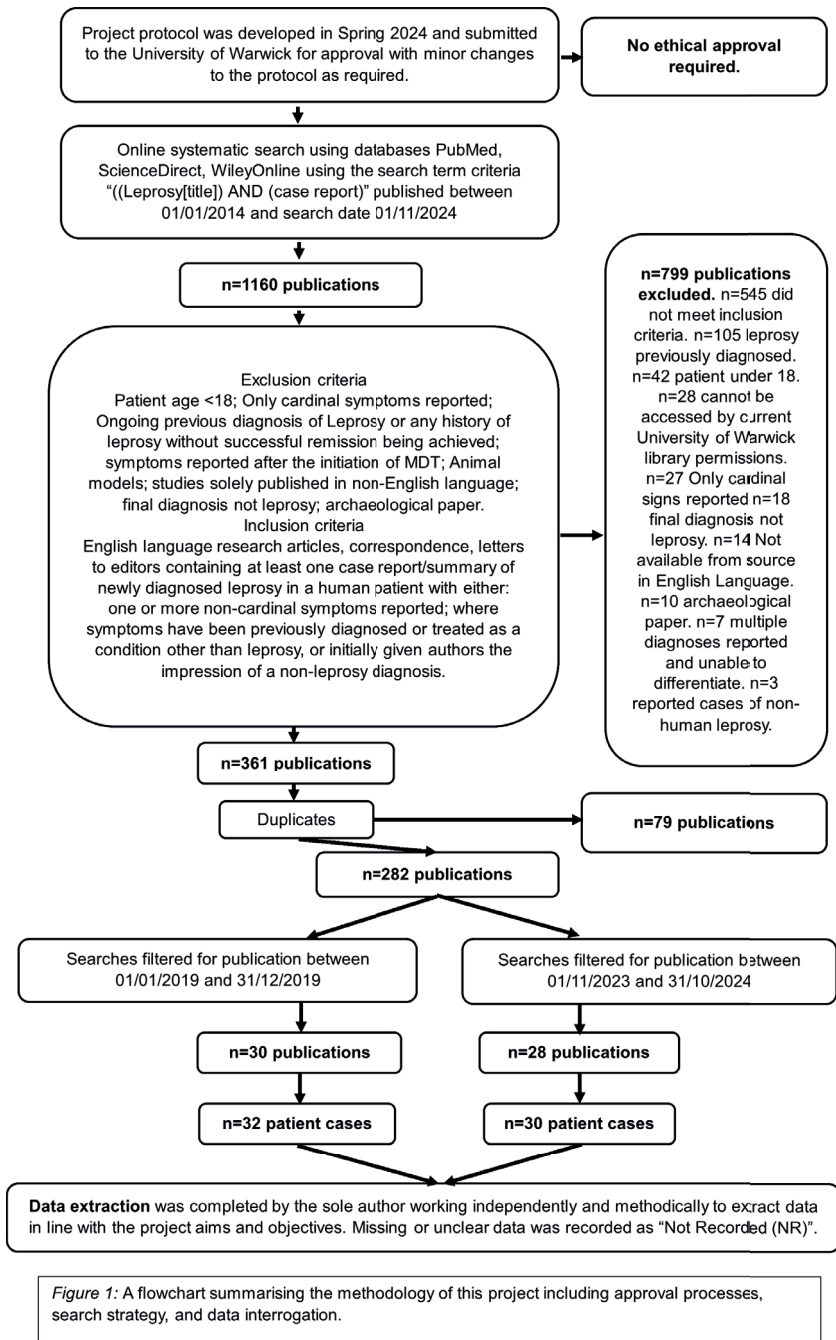 Project protocol was developed in Spring 2024 and submitted
to the University of Warwick for approval with minor changes
to the protocol as required.
No ethical approval
required.
Online systematic search using databases PubMed,
ScienceDirect, WileyOnline using the search term criteria
“((Leprosy[title]) AND (case report)” published between
01/01/2014 and search date 01/11/2024
n=1160 publications
Exclusion criteria
Patient age <18; Only cardinal symptoms reported;
Ongoing previous diagnosis of Leprosy or any history of
leprosy without successful remission being achieved;
symptoms reported after the initiation of MDT; Animal
models; studies solely published in non-English language;
final diagnosis not leprosy; archaeological paper.
Inclusion criteria
English language research articles, correspondence, letters
to editors containing at least one case report/summary of
newly diagnosed leprosy in a human patient with either:
one or more non-cardinal symptoms reported; where
symptoms have been previously diagnosed or treated as a
condition other than leprosy, or initially given authors the
impression of a non-leprosy diagnosis.
n=799 publications
excluded. n=545 did
not meet inclusion
criteria. n=105 leprosy
previously diagnosed.
n=42 patient under 18.
n=28 cannot be
accessed by current
University of Warwick
library permissions.
n=27 Only cardinal
signs reported n=18
final diagnosis not
leprosy. n=14 Not
available from source
in English Language.
n=10 archaeological
paper. n=7 multiple
diagnoses reported
and unable to
differentiate. n=3
reported cases of non-
human leprosy.
n=361 publications
Duplicates
n=79 publications
n=282 publications
Searches filtered for publication between
01/01/2019 and 31/12/2019
Searches filtered for publication between
01/11/2023 and 31/10/2024
n=30 publications
n=28 publications
n=32 patient cases
n=30 patient cases
Data extraction was completed by the sole author working independently and methodically to extract data
in line with the project aims and objectives. Missing or unclear data was recorded as “Not Recorded (NR)”.
Figure 1: A flowchart summarising the methodology of this project including approval processes,
search strategy, and data interrogation.